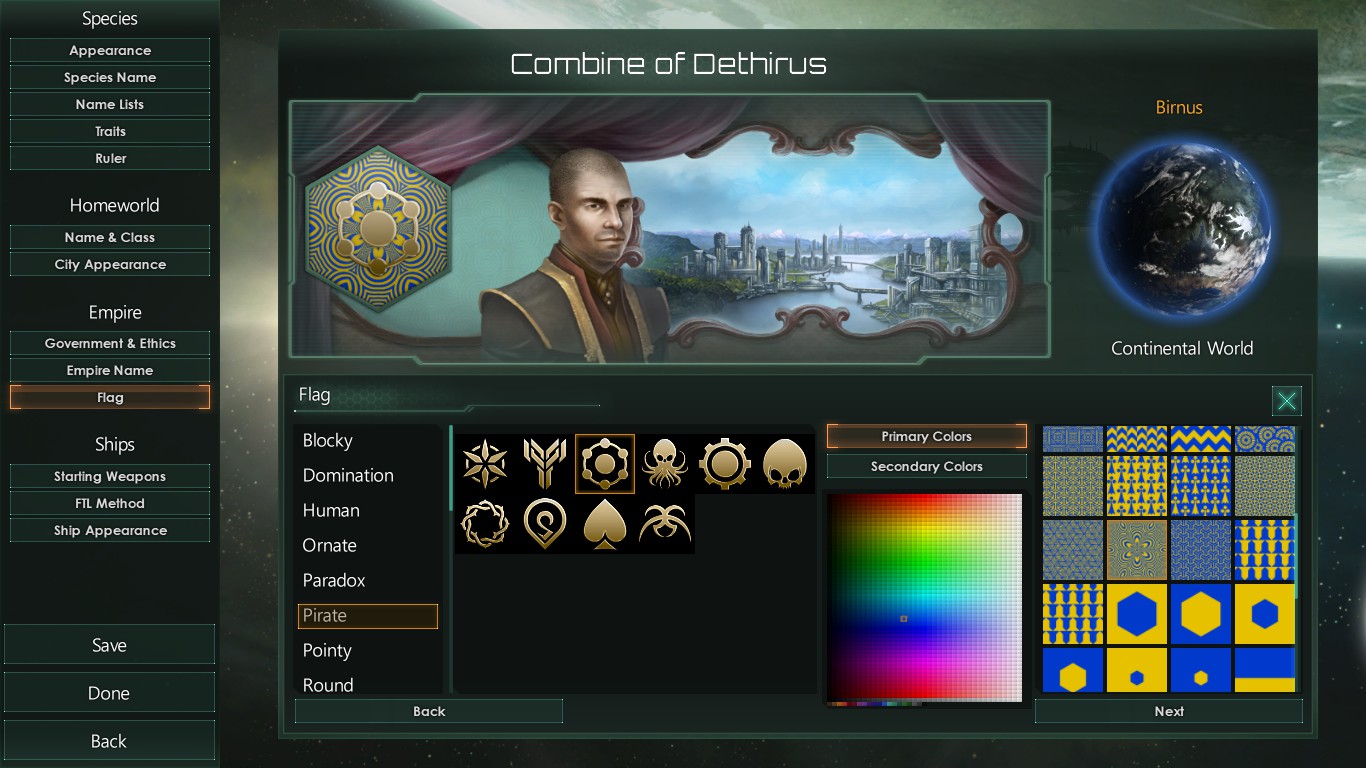 Species
Appearance
Species Name
Name Lists
Traits
Ruler
Homeworld
Name & Class
City Appearance
Empire
Government & Ethics
Empire Name
Flag
Ships
Starting Weapons
FTL Method
Ship Appearance
Save
Done
Back
Combine of Dethirus
Birnus
Continental World
Flag
Blocky
Domination
Human
Ornate
Paradox
Pirate
Pointy
Round
Primary Colors
Secondary Colors
Back
Next